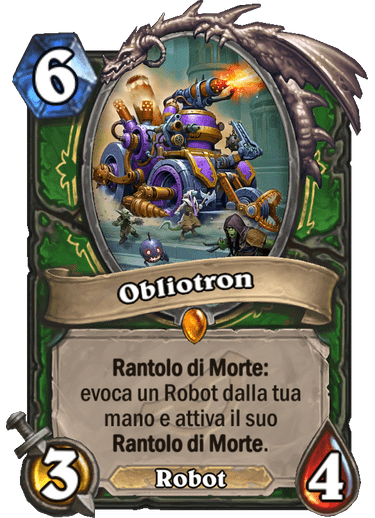 6
Obliotron
Rantolo di Morte:
evoca un Robot dalla tua
mano e attiva il suo
Rantolo di Morte.
3
Robot
4